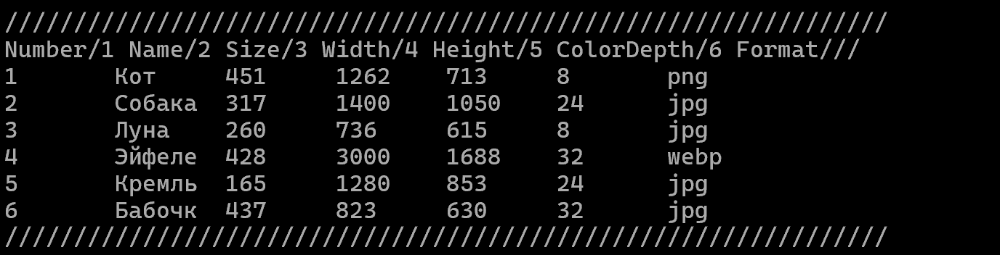 ////////////////////////////////////////////////////////////////
Number/1 Name/2 Size/3 Width/4 Height/5 ColorDepth/6 Format///
1       Кот     451     1262    713     8       png
2       Собака  317     1400    1050    24      jpg
3       Луна    260     736     615     8       jpg
4       Эйфеле  428     3000    1688    32      webp
5       Кремль  165     1280    853     24      jpg
6       Бабочк  437     823     630     32      jpg
////////////////////////////////////////////////////////////////